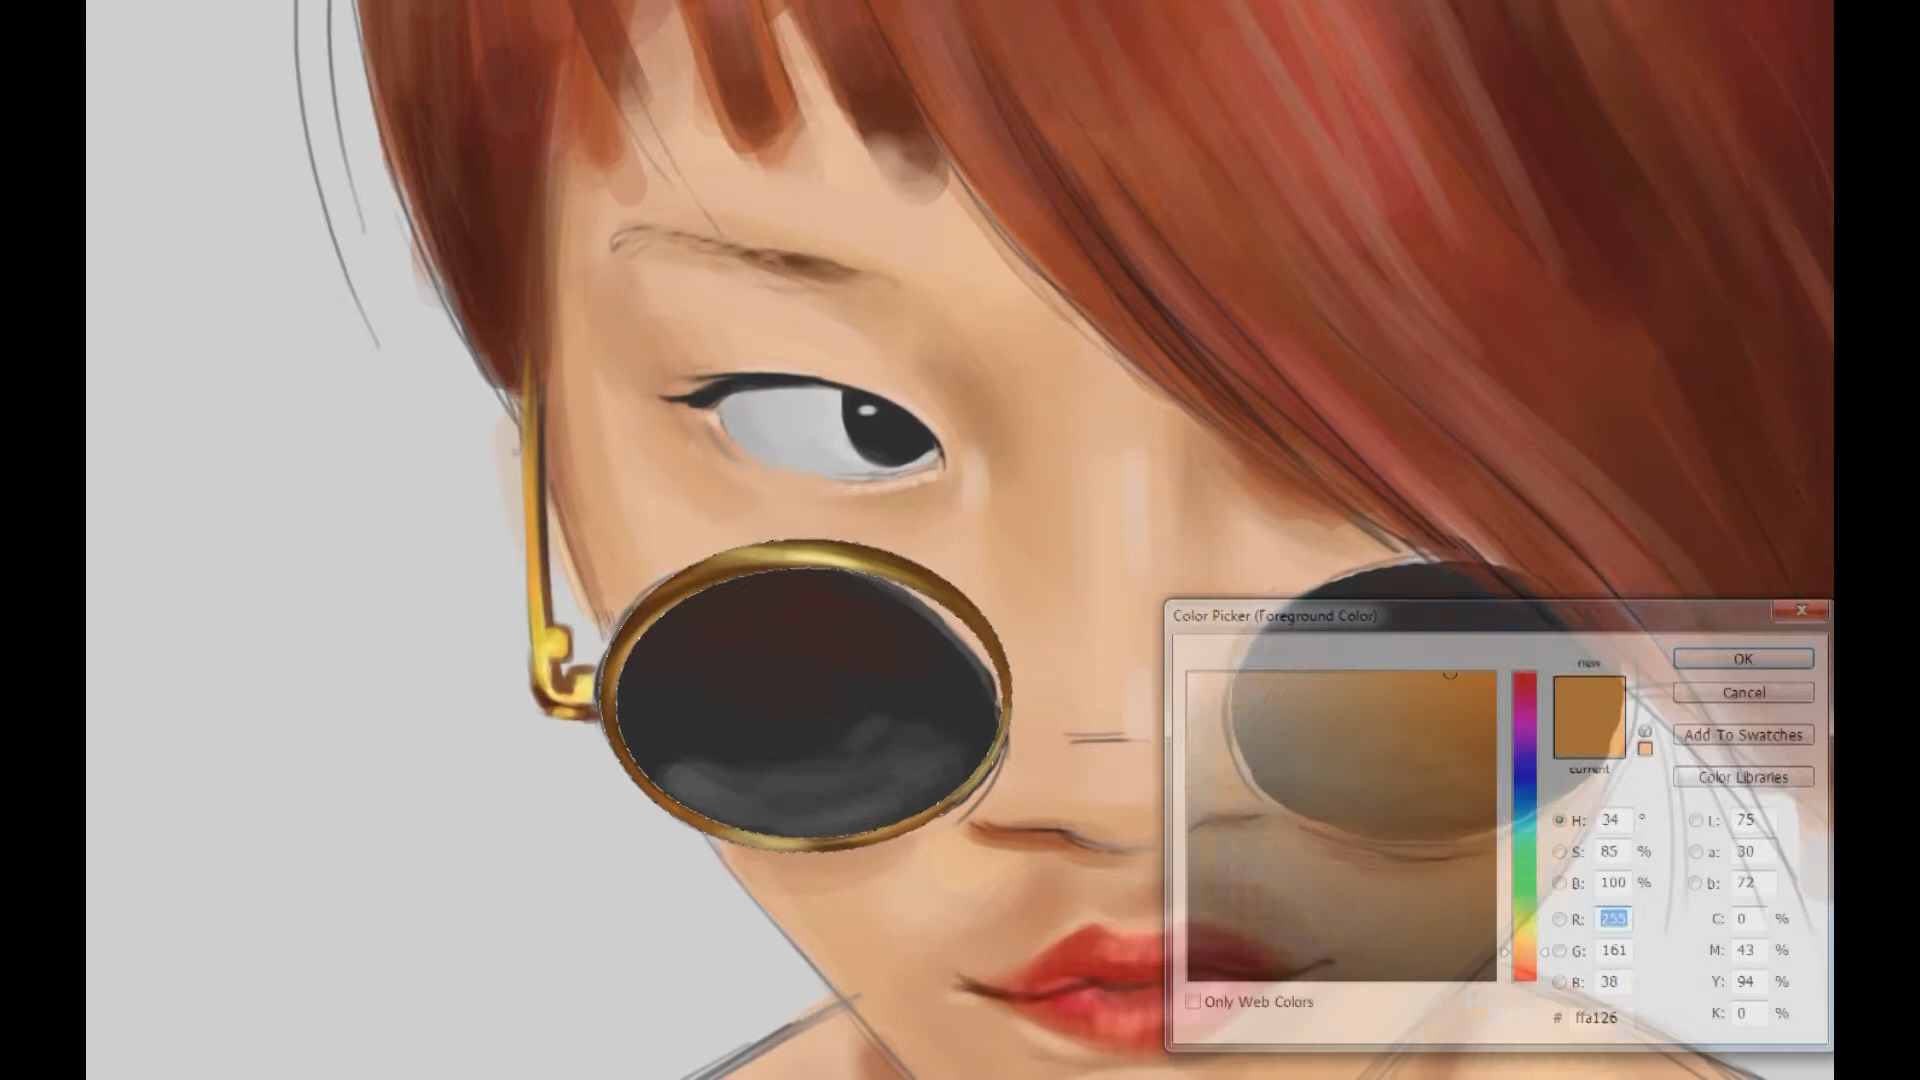 Color Picker (Foreground Color)
new
OK
Cancel
Add To Swatches
current
Color Libraries
H: 34 °
L: 75
S: 85 %
a: 30
B: 100 %
b: 72
R: 255
C: 0 %
G: 161
M: 43 %
B: 38
Y: 94 %
Only Web Colors
# ffa126
K: 0 %